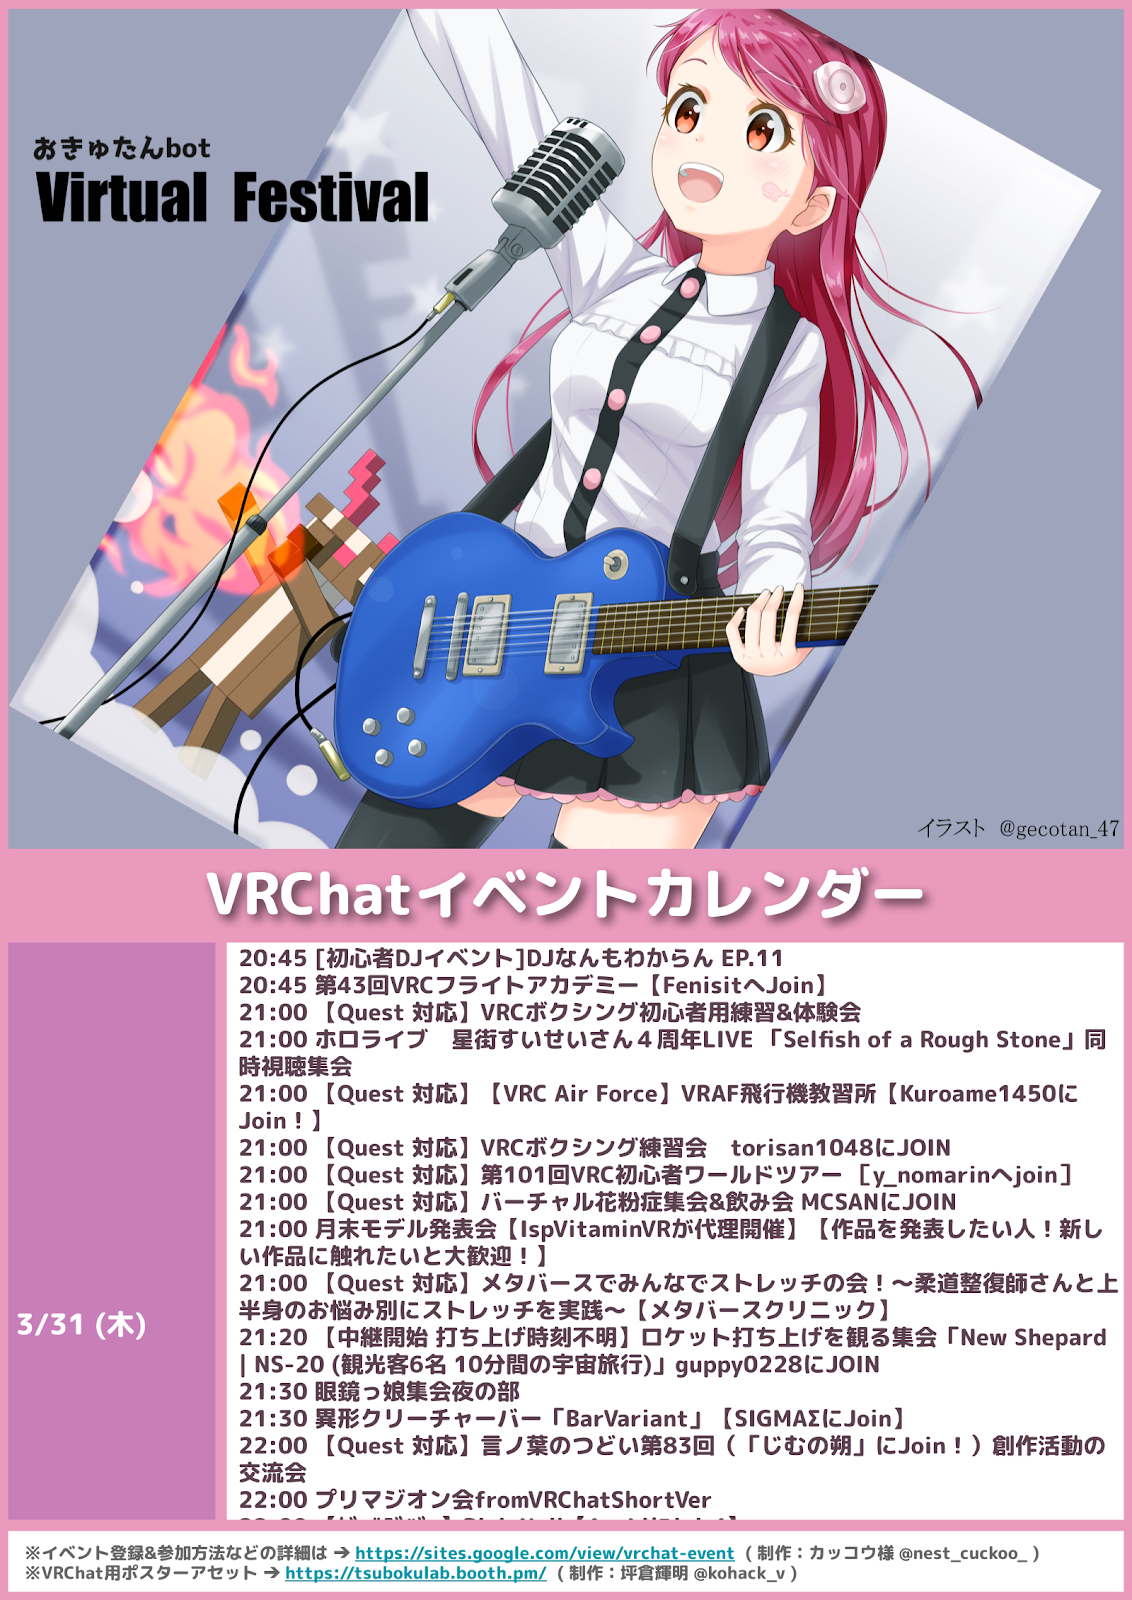 おきゅたんbot
Virtual Festival
イラスト @gecotan_47
VRChatイベントカレンダー
3/31 (木)
20:45 [初心者DJイベント]DJなんもわからん EP.11
20:45 第43回VRCフライトアカデミー【FenisitへJoin】
21:00 【Quest 対応】VRCボクシング初心者用練習&体験会
21:00 ホロライブ　星街すいせいさん４周年LIVE 「Selfish of a Rough Stone」同
時視聴集会
21:00 【Quest 対応】【VRC Air Force】VRAF飛行機教習所【Kuroame1450に
Join！】
21:00 【Quest 対応】VRCボクシング練習会　torisan1048にJOIN
21:00 【Quest 対応】第101回VRC初心者ワールドツアー ［y_nomarinへjoin］
21:00 【Quest 対応】バーチャル花粉症集会&飲み会 MCSANにJOIN
21:00 月末モデル発表会【IspVitaminVRが代理開催】【作品を発表したい人！新し
い作品に触れたいと大歓迎！】
21:00 【Quest 対応】メタバースでみんなでストレッチの会！～柔道整復師さんと上
半身のお悩み別にストレッチを実践～【メタバースクリニック】
21:20 【中継開始 打ち上げ時刻不明】ロケット打ち上げを観る集会「New Shepard
| NS-20 (観光客6名 10分間の宇宙旅行)」guppy0228にJOIN
21:30 眼鏡っ娘集会夜の部
21:30 異形クリーチャーバー「BarVariant」【SIGMAΣにJoin】
22:00 【Quest 対応】言ノ葉のつどい第83回（「じむの朔」にJoin！）創作活動の
交流会
22:00 プリマジオン会fromVRChatShortVer
※イベント登録&参加方法などの詳細は ➔ https://sites.google.com/view/vrchat-event （制作：カッコウ様 @nest_cuckoo_ ）
※VRChat用ポスターアセット ➔ https://tsubokulab.booth.pm/ （制作：坪倉輝明 @kohack_v ）